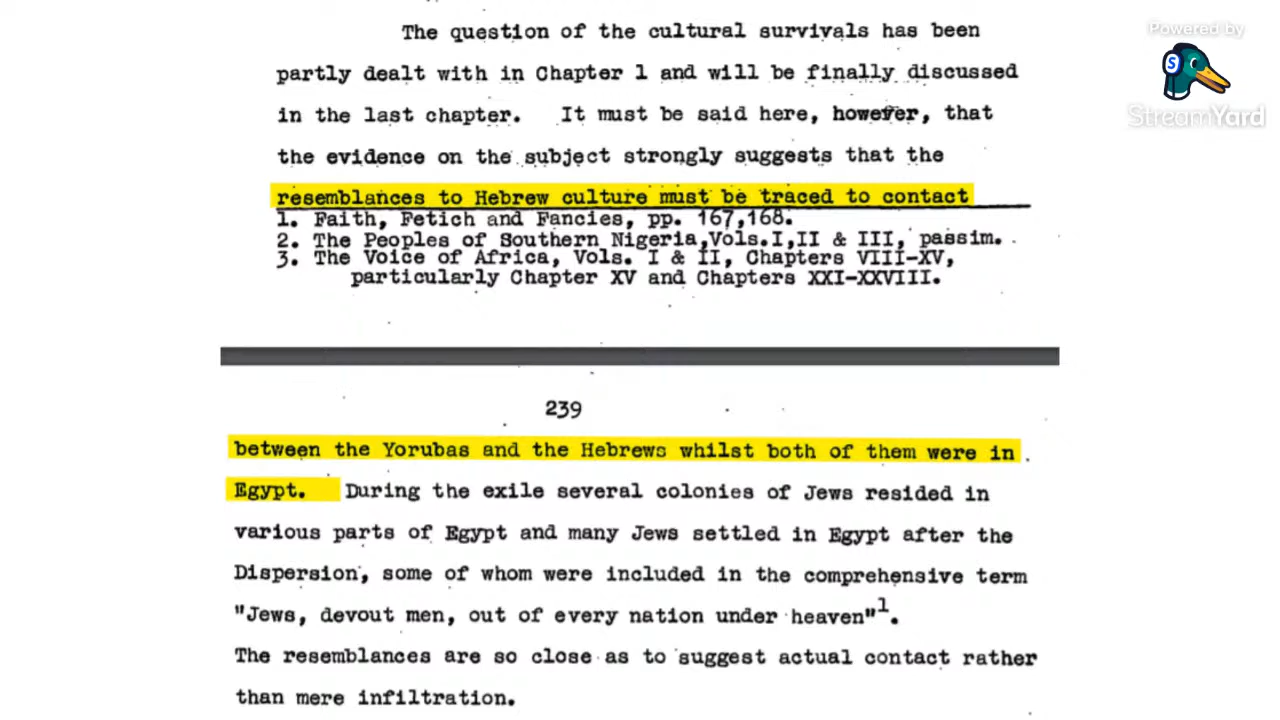 Powered by
StreamYard
The question of the cultural survivals has been
partly dealt with in Chapter 1 and will be finally discussed
in the last chapter. It must be said here, however, that
the evidence on the subject strongly suggests that the
resemblances to Hebrew culture must be traced to contact
1. Faith, Fetich and Fancies, pp. 167,168.
2. The Peoples of Southern Nigeria,Vols.I,II & III, passim.
3. The Voice of Africa, Vols. I & II, Chapters VIII-XV,
particularly Chapter XV and Chapters XXI-XXVIII.
239
between the Yorubas and the Hebrews whilst both of them were in
Egypt. During the exile several colonies of Jews resided in
various parts of Egypt and many Jews settled in Egypt after the
Dispersion, some of whom were included in the comprehensive term
"Jews, devout men, out of every nation under heaven"1.
The resemblances are so close as to suggest actual contact rather
than mere infiltration.